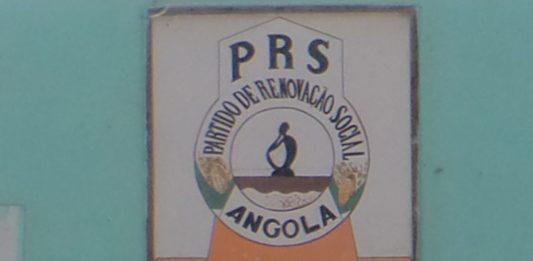 PRS
PARTIDO DE RENOVAÇÃO SOCIAL
ANGOLA